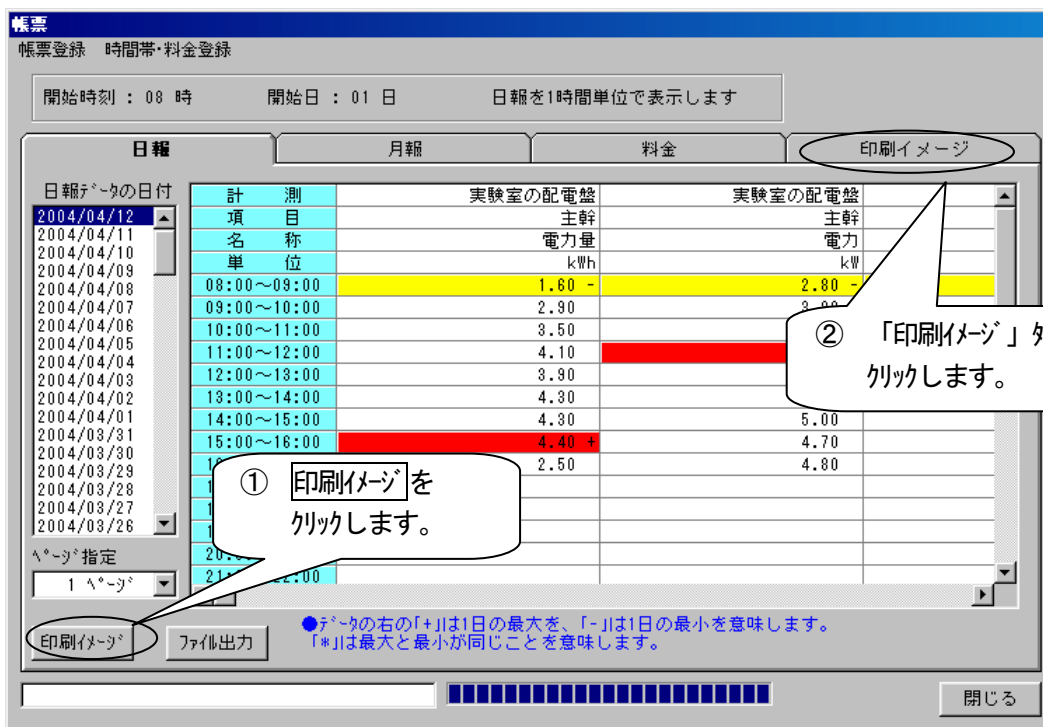 帳票
帳票登録 時間帯・料金登録
開始時刻 : 08 時 開始日 : 01 日 日報を1時間単位で表示します
日報 月報 料金 印刷イメージ
日報ﾃﾞｰﾀの日付
2004/04/12
2004/04/11
2004/04/10
2004/04/09
2004/04/08
2004/04/07
2004/04/06
2004/04/05
2004/04/04
2004/04/03
2004/04/02
2004/04/01
2004/03/31
2004/03/30
2004/03/29
2004/03/28
2004/03/27
2004/03/26
ﾍﾟｰｼﾞ指定
1 ﾍﾟｰｼﾞ
計 測 実験室の配電盤 実験室の配電盤
項 目 主幹 主幹
名 称 電力量 電力
単 位 kWh kW
08:00～09:00 1.60 - 2.80 -
09:00～10:00 2.90
10:00～11:00 3.50
11:00～12:00 4.10
12:00～13:00 3.90
13:00～14:00 4.30
14:00～15:00 4.30 5.00
15:00～16:00 4.40 + 4.70
2.50 4.80
② 「印刷ｲﾒｰｼﾞ」
ｸﾘｯｸします。
① 印刷ｲﾒｰｼﾞを
ｸﾘｯｸします。
印刷ｲﾒｰｼﾞ ﾌｧｲﾙ出力
●ﾃﾞｰﾀの右の「+」は1日の最大を、「-」は1日の最小を意味します。
「*」は最大と最小が同じことを意味します。
閉じる